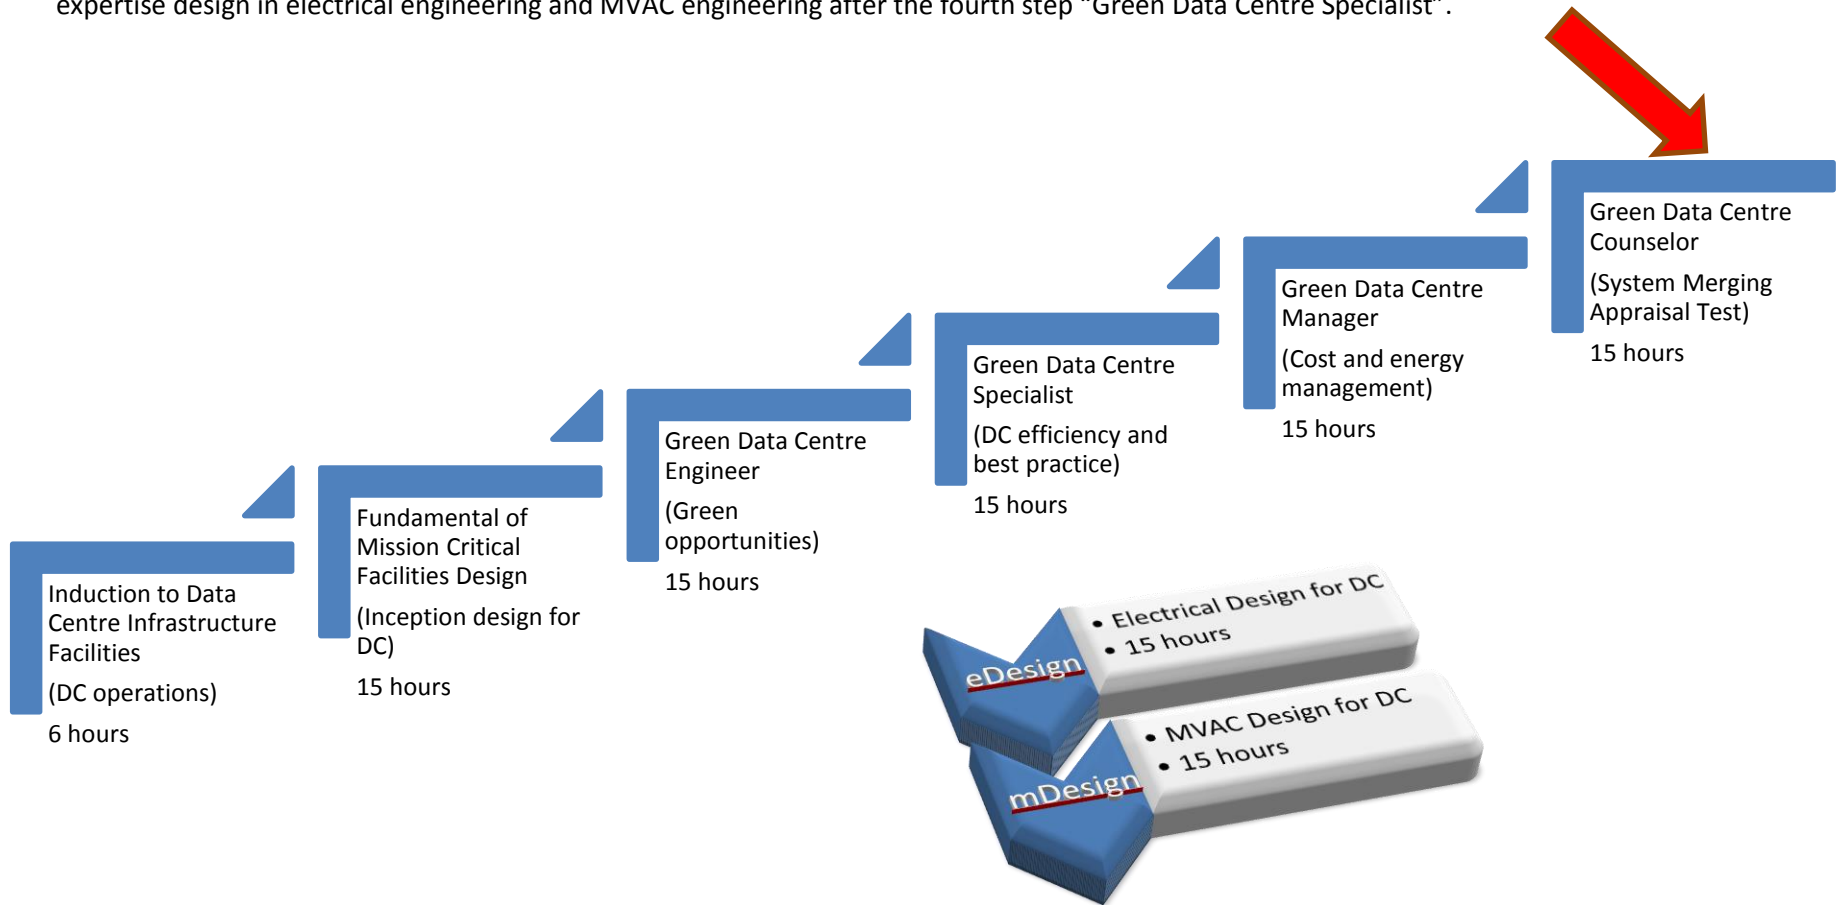 expertise design in electrical engineering and MVAC engineering after the fourth step “Green Data Centre Specialist”.
Induction to Data
Centre Infrastructure
Facilities
(DC operations)
6 hours
Fundamental of
Mission Critical
Facilities Design
(Inception design for
DC)
15 hours
Green Data Centre
Engineer
(Green
opportunities)
15 hours
Green Data Centre
Specialist
(DC efficiency and
best practice)
15 hours
Green Data Centre
Manager
(Cost and energy
management)
15 hours
Green Data Centre
Counselor
(System Merging
Appraisal Test)
15 hours
eDesign
• Electrical Design for DC
• 15 hours
mDesign
• MVAC Design for DC
• 15 hours